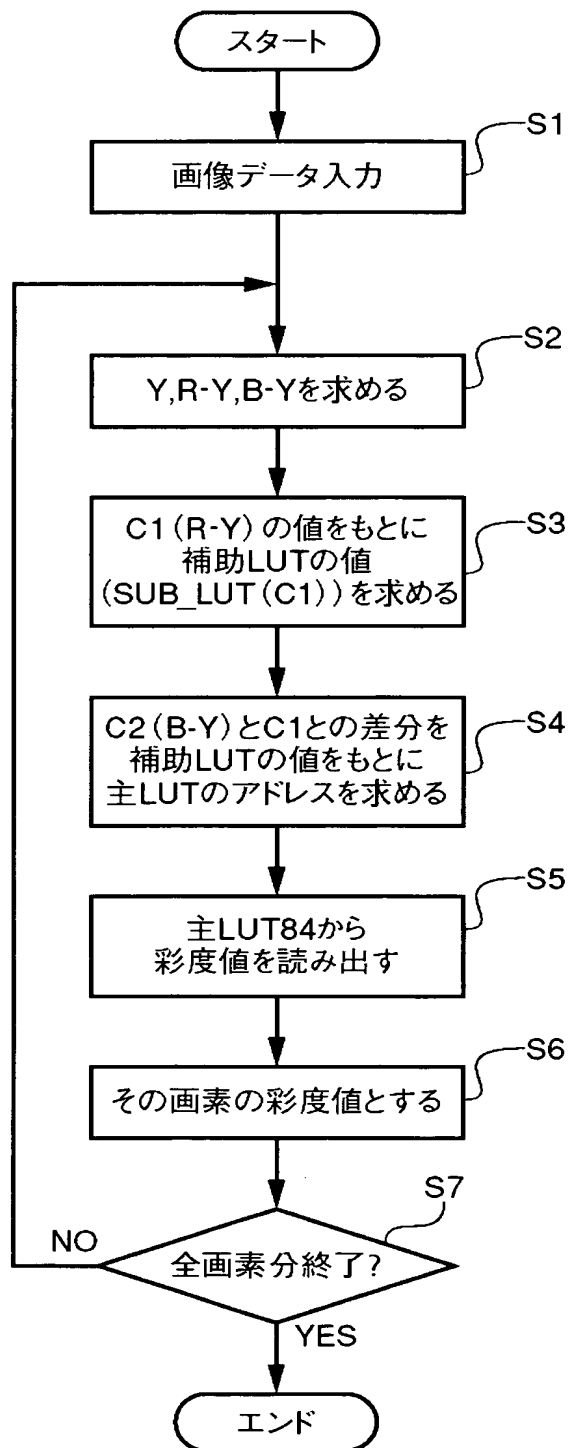 スタート
S1
画像データ入力
S2
Y,R-Y,B-Yを求める
S3
C1(R-Y)の値をもとに
補助LUTの値
(SUB_LUT(C1))を求める
S4
C2(B-Y)とC1との差分を
補助LUTの値をもとに
主LUTのアドレスを求める
S5
主LUT84から
彩度値を読み出す
S6
その画素の彩度値とする
S7
全画素分終了?
NO
YES
エンド